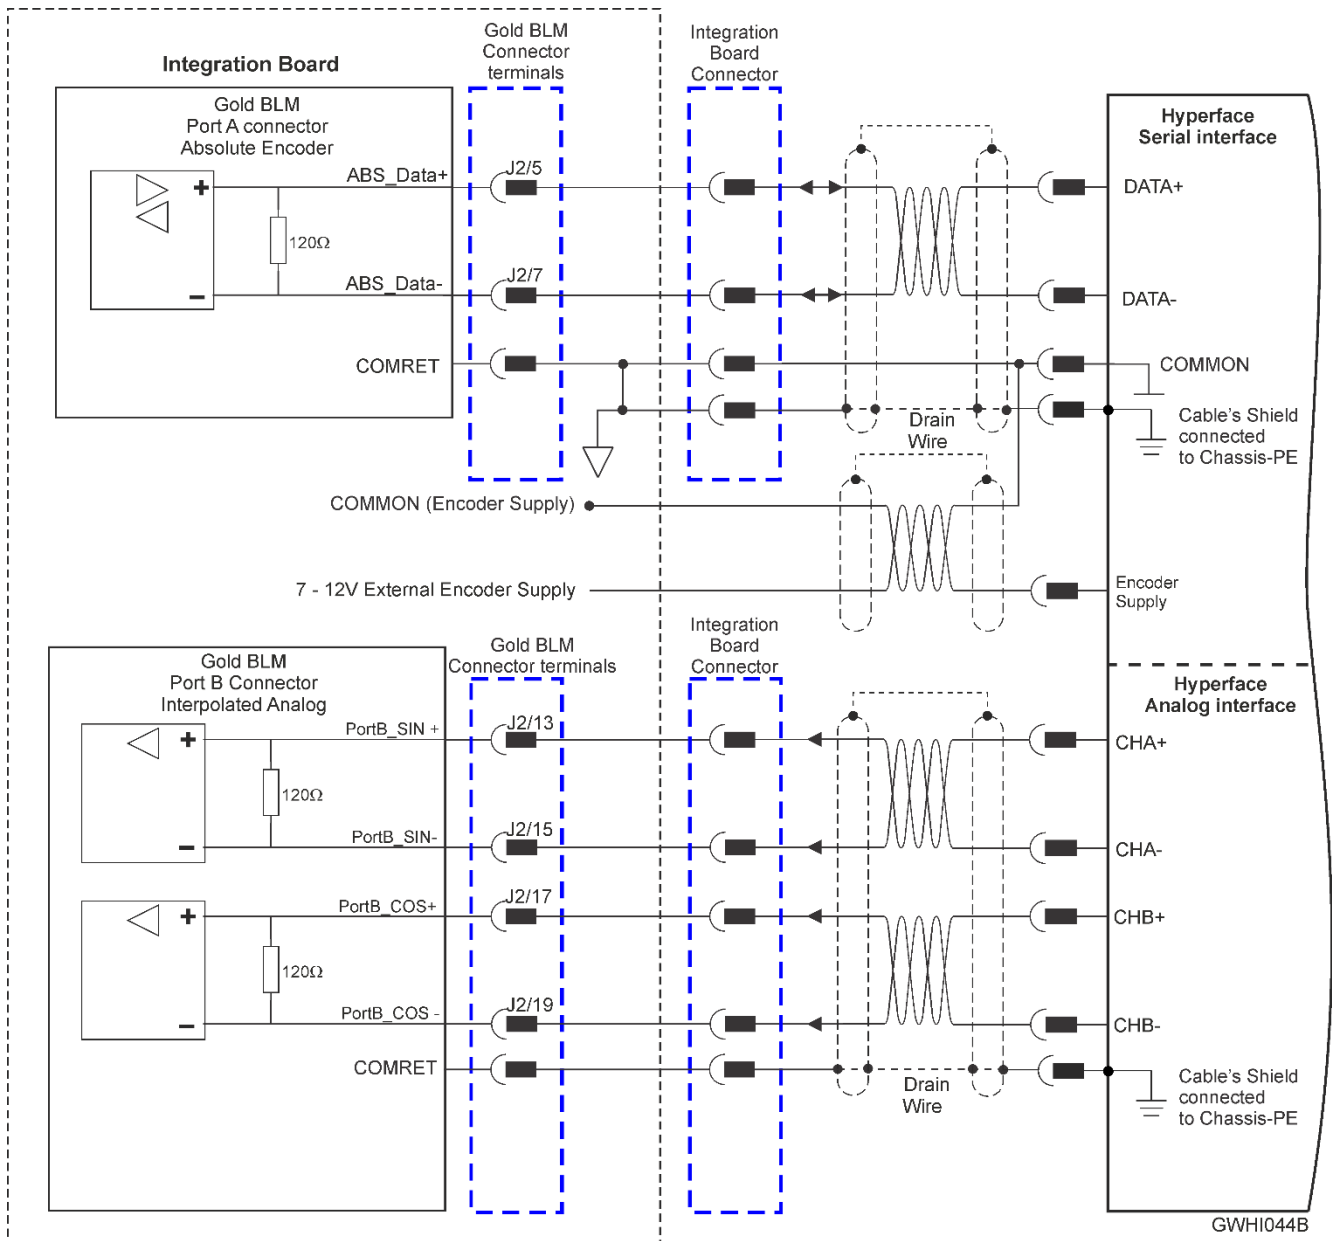 Gold BLM
Connector
terminals
Integration
Board
Connector
Integration Board
Gold BLM
Port A connector
Absolute Encoder
Hyperface
Serial interface
ABS_Data+
J2/5
DATA+
+
120Ω
ABS_Data-
J2/7
DATA-
−
COMRET
COMMON
Drain
Wire
Cable's Shield
connected
to Chassis-PE
COMMON (Encoder Supply)
7 - 12V External Encoder Supply
Encoder
Supply
Gold BLM
Connector terminals
Integration
Board
Connector
Gold BLM
Port B Connector
Interpolated Analog
Hyperface
Analog interface
PortB_SIN +
J2/13
CHA+
+
120Ω
PortB_SIN-
J2/15
CHA-
−
PortB_COS+
J2/17
CHB+
+
120Ω
PortB_COS -
J2/19
CHB-
−
COMRET
Drain
Wire
Cable's Shield
connected
to Chassis-PE
GWHI044B